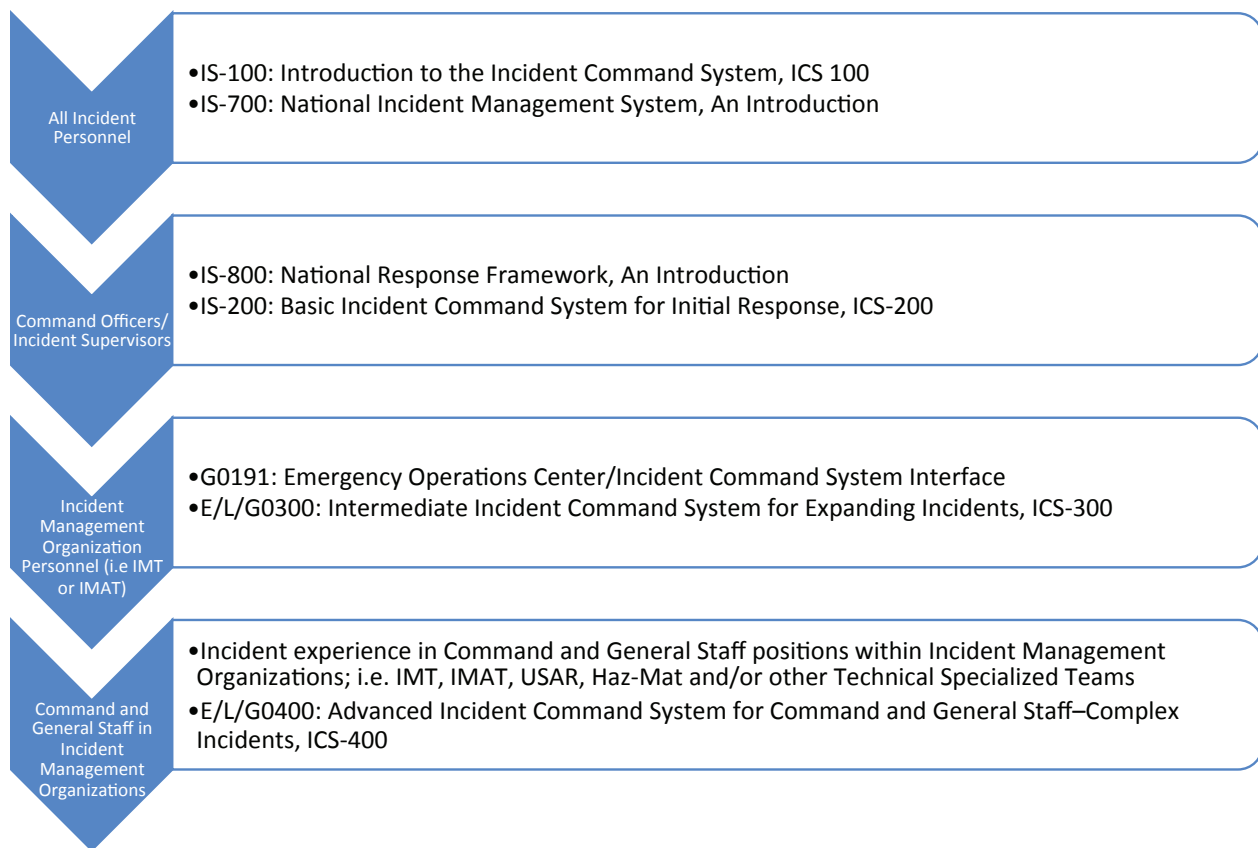 All Incident
Personnel
•IS-100: Introduction to the Incident Command System, ICS 100
•IS-700: National Incident Management System, An Introduction
Command Officers/
Incident Supervisors
•IS-800: National Response Framework, An Introduction
•IS-200: Basic Incident Command System for Initial Response, ICS-200
Incident
Management
Organization
Personnel (i.e IMT
or IMAT)
•G0191: Emergency Operations Center/Incident Command System Interface
•E/L/G0300: Intermediate Incident Command System for Expanding Incidents, ICS-300
Command and
General Staff in
Incident
Management
Organizations
•Incident experience in Command and General Staff positions within Incident Management
Organizations; i.e. IMT, IMAT, USAR, Haz-Mat and/or other Technical Specialized Teams
•E/L/G0400: Advanced Incident Command System for Command and General Staff–Complex
Incidents, ICS-400